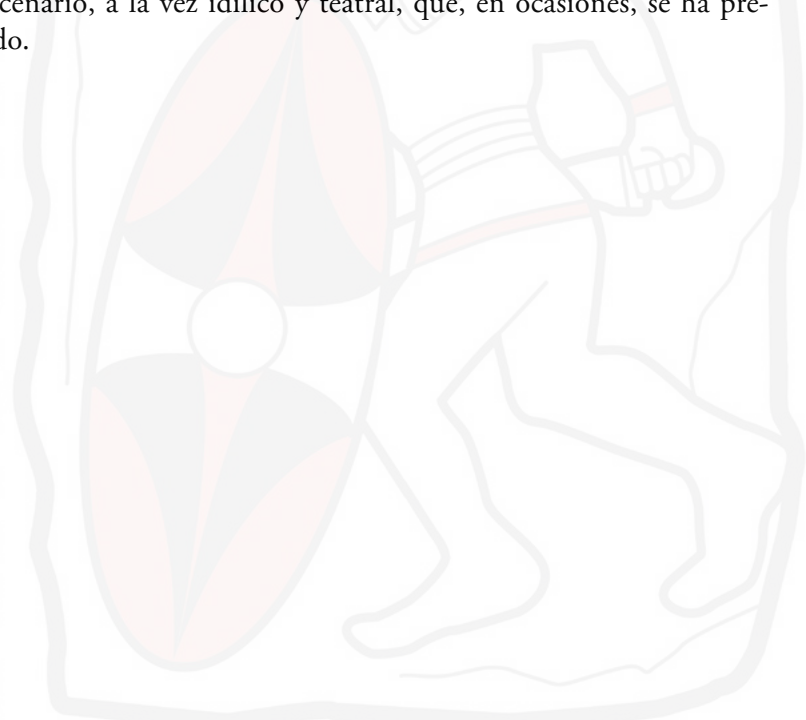 cenario, a la vez idílico y teatral, que, en ocasiones, se ha pre-
do.